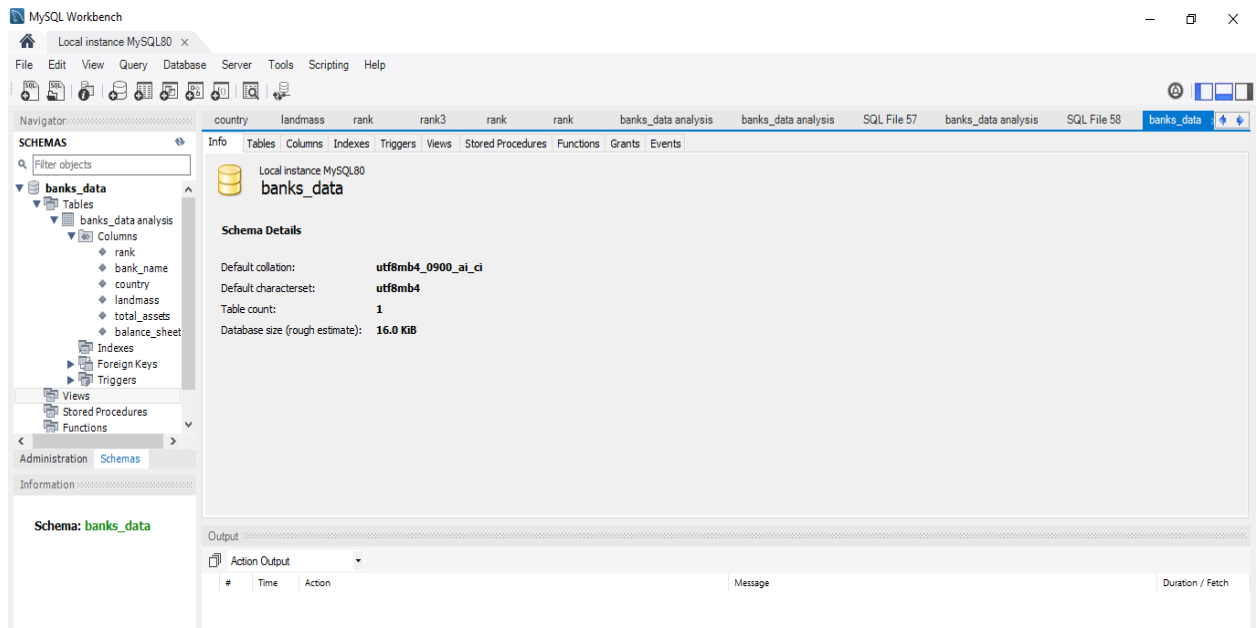 MySQL Workbench
Local instance MySQL80 ×
File Edit View Query Database Server Tools Scripting Help
Navigator
SCHEMAS
Filter objects
banks_data
Tables
banks_data analysis
Columns
rank
bank_name
country
landmass
total_assets
balance_sheet
Indexes
Foreign Keys
Triggers
Views
Stored Procedures
Functions
Administration Schemas
Information
Schema: banks_data
country landmass rank rank3 rank rank banks_data analysis banks_data analysis SQL File 57 banks_data analysis SQL File 58 banks_data
Info Tables Columns Indexes Triggers Views Stored Procedures Functions Grants Events
Local instance MySQL80
banks_data
Schema Details
Default collation: utf8mb4_0900_ai_ci
Default characterset: utf8mb4
Table count: 1
Database size (rough estimate): 16.0 KiB
Output
Action Output
# Time Action Message Duration / Fetch